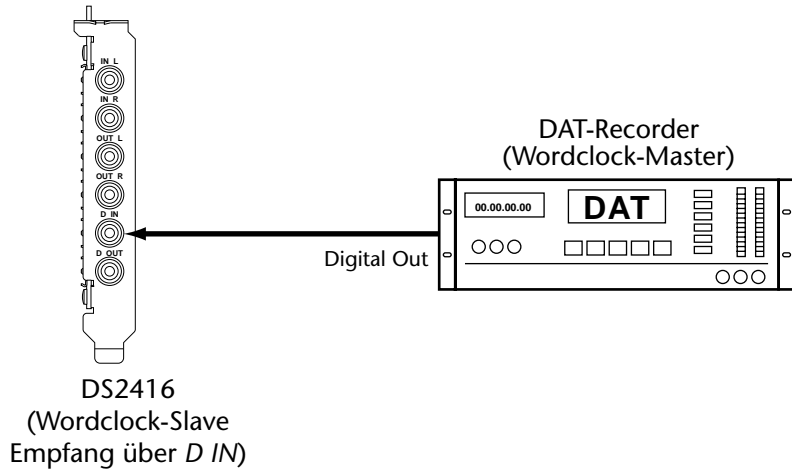 IN L
IN R
OUT L
OUT R
D IN
D OUT
DS2416
(Wordclock-Slave
Empfang über D IN)
Digital Out
DAT-Recorder
(Wordclock-Master)
00.00.00.00
DAT